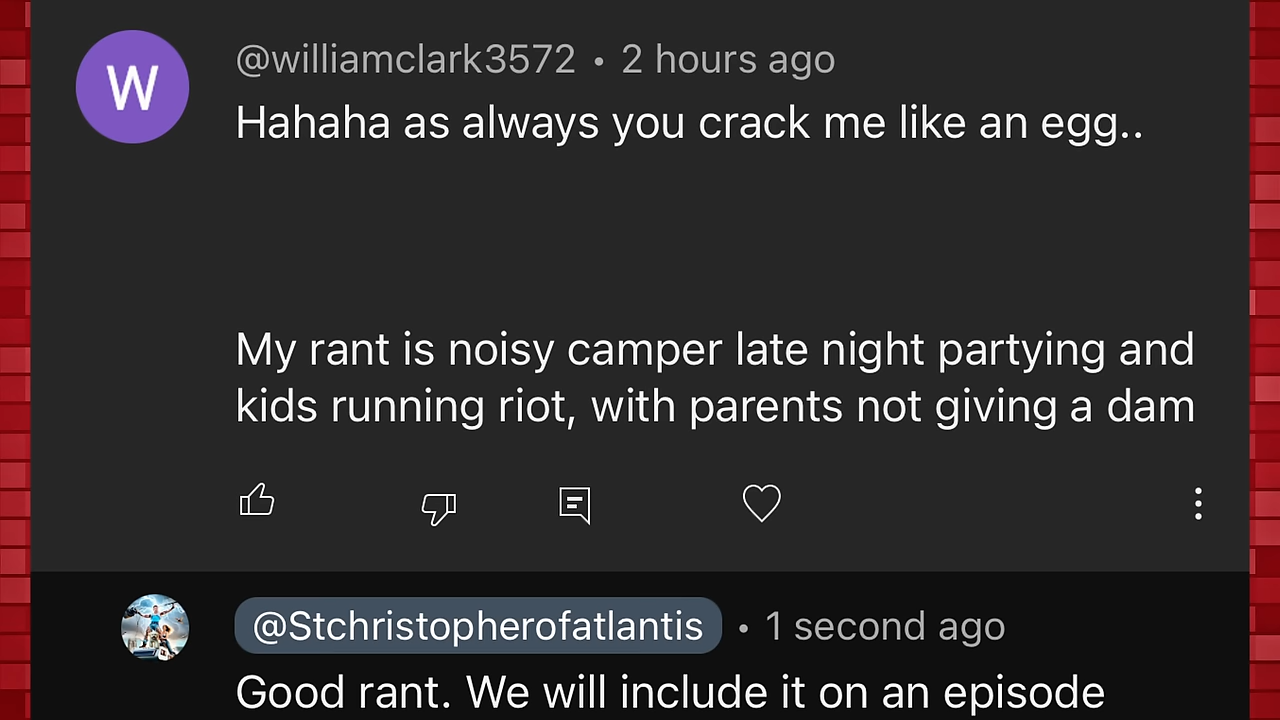 W
@williamclark3572 • 2 hours ago
Hahaha as always you crack me like an egg..
My rant is noisy camper late night partying and
kids running riot, with parents not giving a dam
@Stchristopherofatlantis • 1 second ago
Good rant. We will include it on an episode